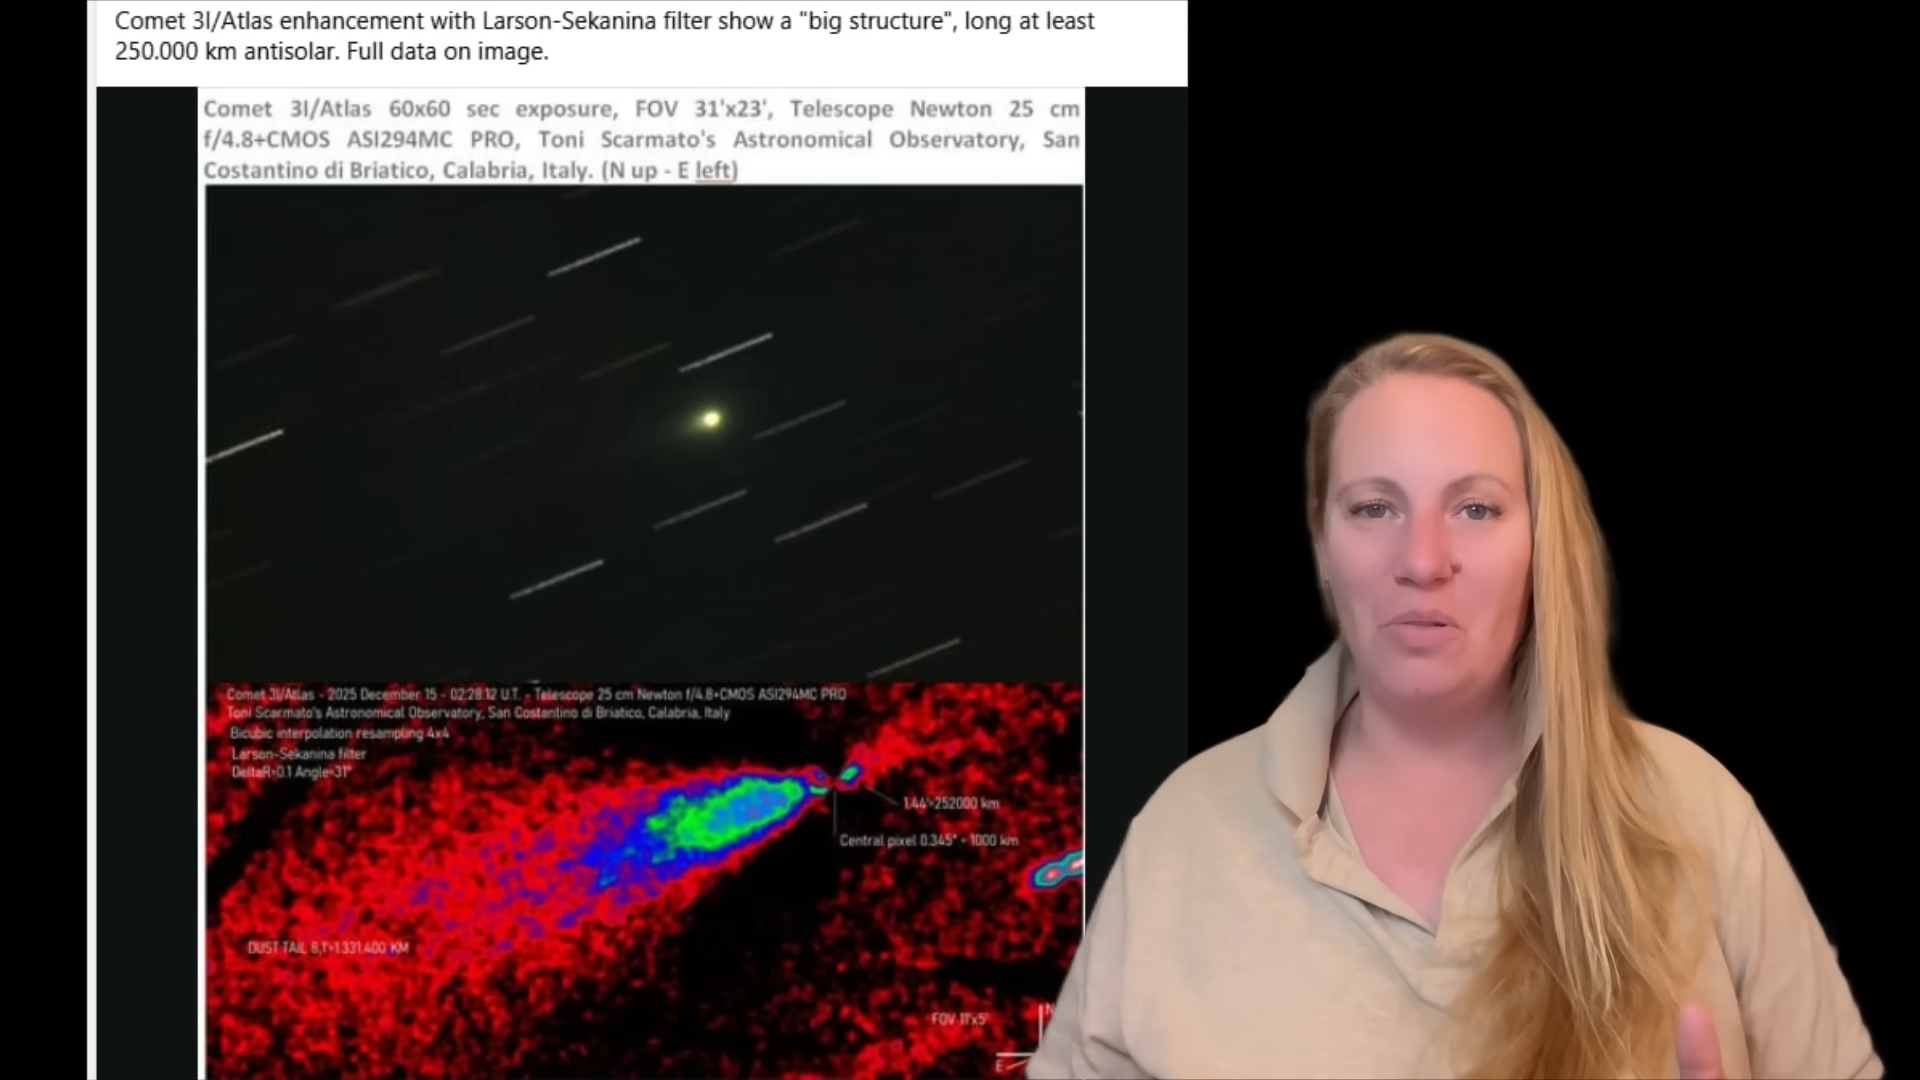 Comet 3I/Atlas enhancement with Larson-Sekanina filter show a "big structure", long at least
250.000 km antisolar. Full data on image.
Comet 3I/Atlas 60x60 sec exposure, FOV 31'x23', Telescope Newton 25 cm
f/4.8+CMOS ASI294MC PRO, Toni Scarmato's Astronomical Observatory, San
Costantino di Briatico, Calabria, Italy. (N up - E left)
Comet 3I/Atlas - 2025 December 15 - 02:28:12 U.T. - Telescope 25 cm Newton f/4.8+CMOS ASI294MC PRO
Toni Scarmato's Astronomical Observatory, San Costantino di Briatico, Calabria, Italy
Bicubic interpolation resampling 4x4
Larson-Sekanina filter
DeltaR=0.1 Angle=31°
1.44'=252000 km
Central pixel 0.345" = 1000 km
DUST TAIL 8,1'=1.331.400 KM
FOV 11'x5'
N
E